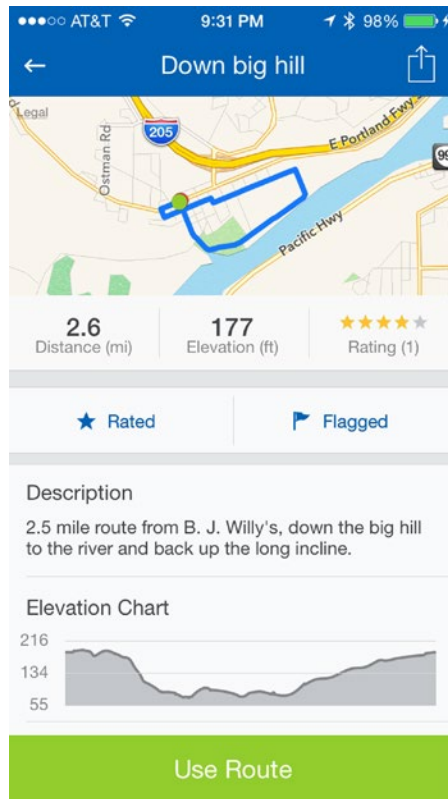 AT&T 9:31 PM 98%
Down big hill
Legal
205
Ostman Rd
E Portland Fwy
99
Pacific Hwy
2.6 177
Distance (mi) Elevation (ft) Rating (1)
Rated Flagged
Description
2.5 mile route from B. J. Willy's, down the big hill
to the river and back up the long incline.
Elevation Chart
216
134
55
Use Route